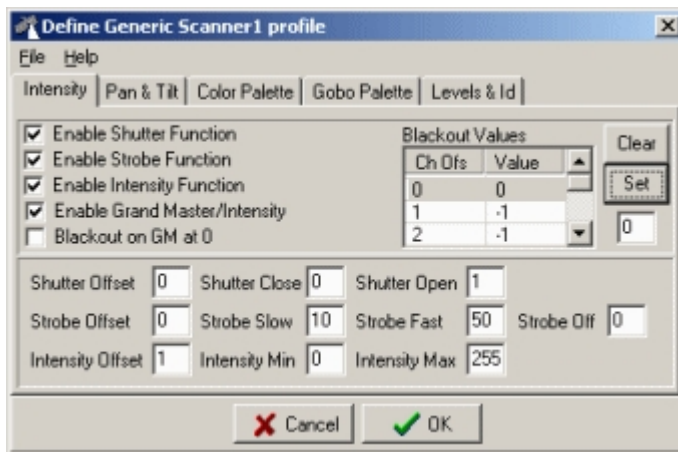 Define Generic Scanner1 profile
File Help
Intensity Pan & Tilt Color Palette Gobo Palette Levels & Id
Enable Shutter Function
Enable Strobe Function
Enable Intensity Function
Enable Grand Master/Intensity
Blackout on GM at 0
Blackout Values
Ch Ofs Value
0 0
1 -1
2 -1
Clear
Set
0
Shutter Offset 0 Shutter Close 0 Shutter Open 1
Strobe Offset 0 Strobe Slow 10 Strobe Fast 50 Strobe Off 0
Intensity Offset 1 Intensity Min 0 Intensity Max 255
Cancel OK